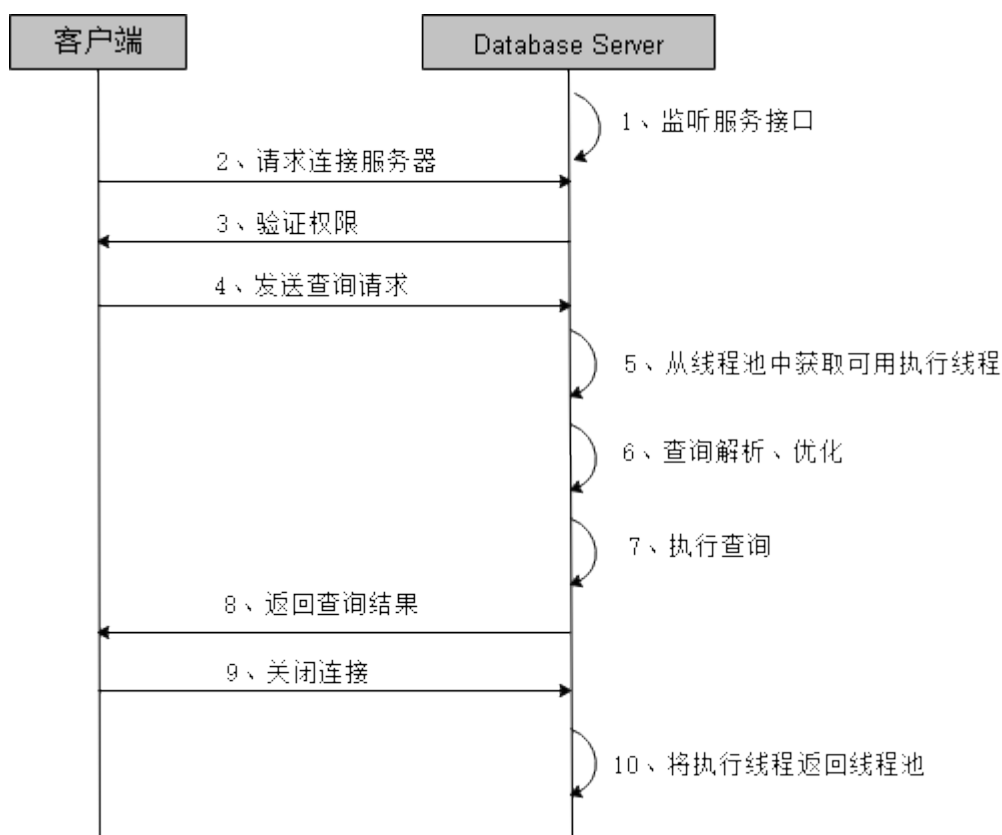 客户端
Database Server
1、监听服务接口
2、请求连接服务器
3、验证权限
4、发送查询请求
5、从线程池中获取可用执行线程
6、查询解析、优化
7、执行查询
8、返回查询结果
9、关闭连接
10、将执行线程返回线程池